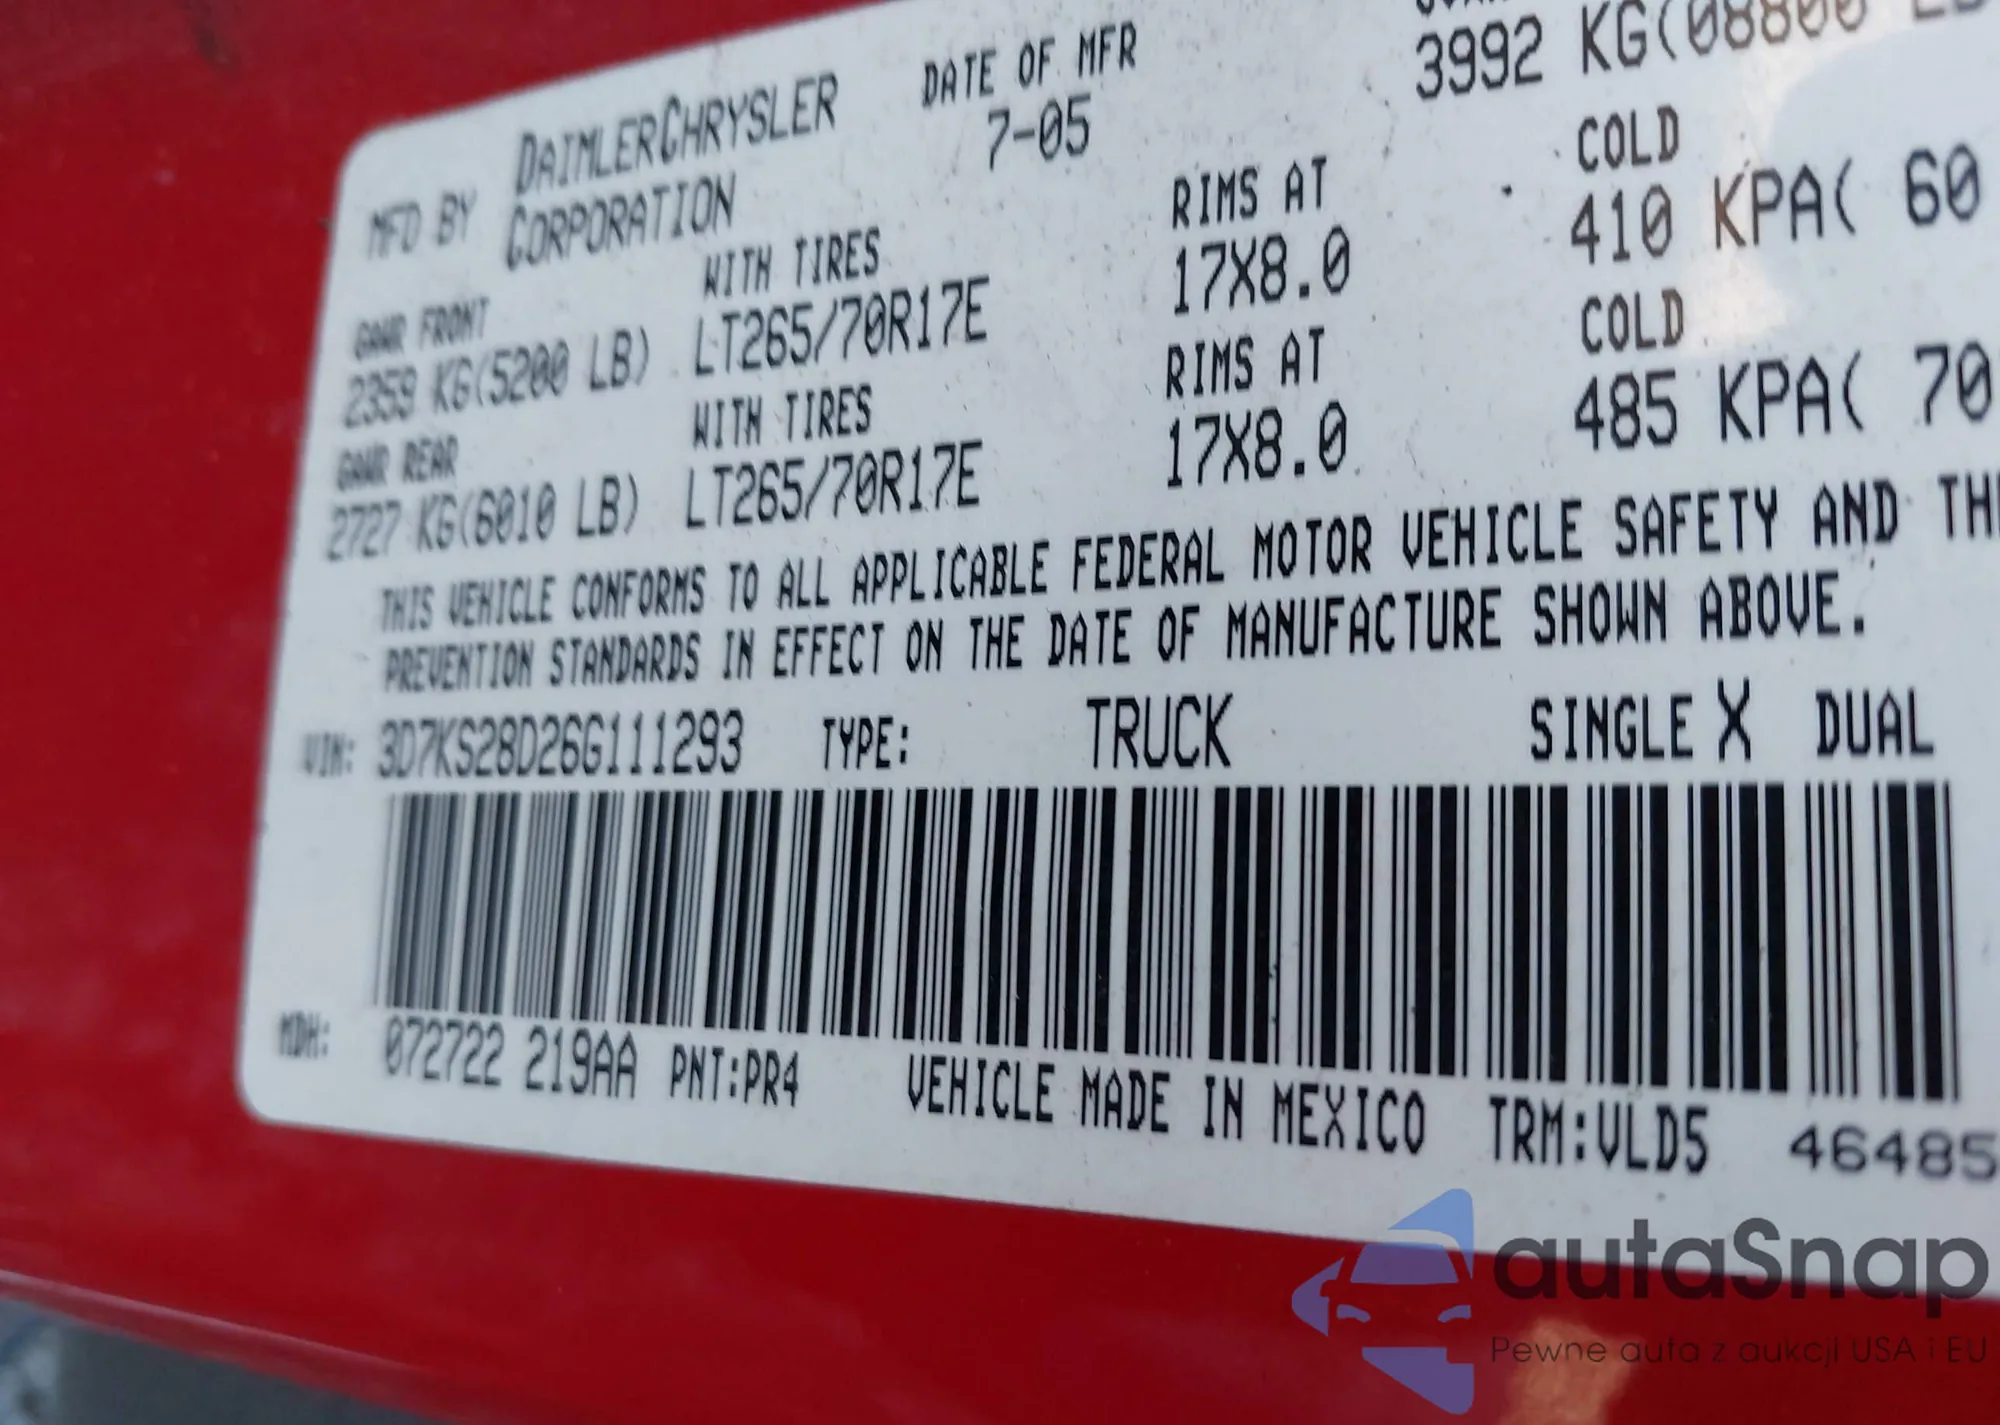 MFD BY DAIMLERCHRYSLER CORPORATION
DATE OF MFR 7-05
3992 KG(08800
GAWR FRONT WITH TIRES RIMS AT COLD
2359 KG(5200 LB) LT265/70R17E 17X8.0 410 KPA( 60
GAWR REAR WITH TIRES RIMS AT COLD
2727 KG(6010 LB) LT265/70R17E 17X8.0 485 KPA( 70
THIS VEHICLE CONFORMS TO ALL APPLICABLE FEDERAL MOTOR VEHICLE SAFETY AND
PREVENTION STANDARDS IN EFFECT ON THE DATE OF MANUFACTURE SHOWN ABOVE.
VIN: 3D7KS28D26G111293 TYPE: TRUCK SINGLE X DUAL
MDH: 072722 219AA PNT:PR4 VEHICLE MADE IN MEXICO TRM:VLD5 46485
autaSnap
Pewne auta z aukcji USA i EU